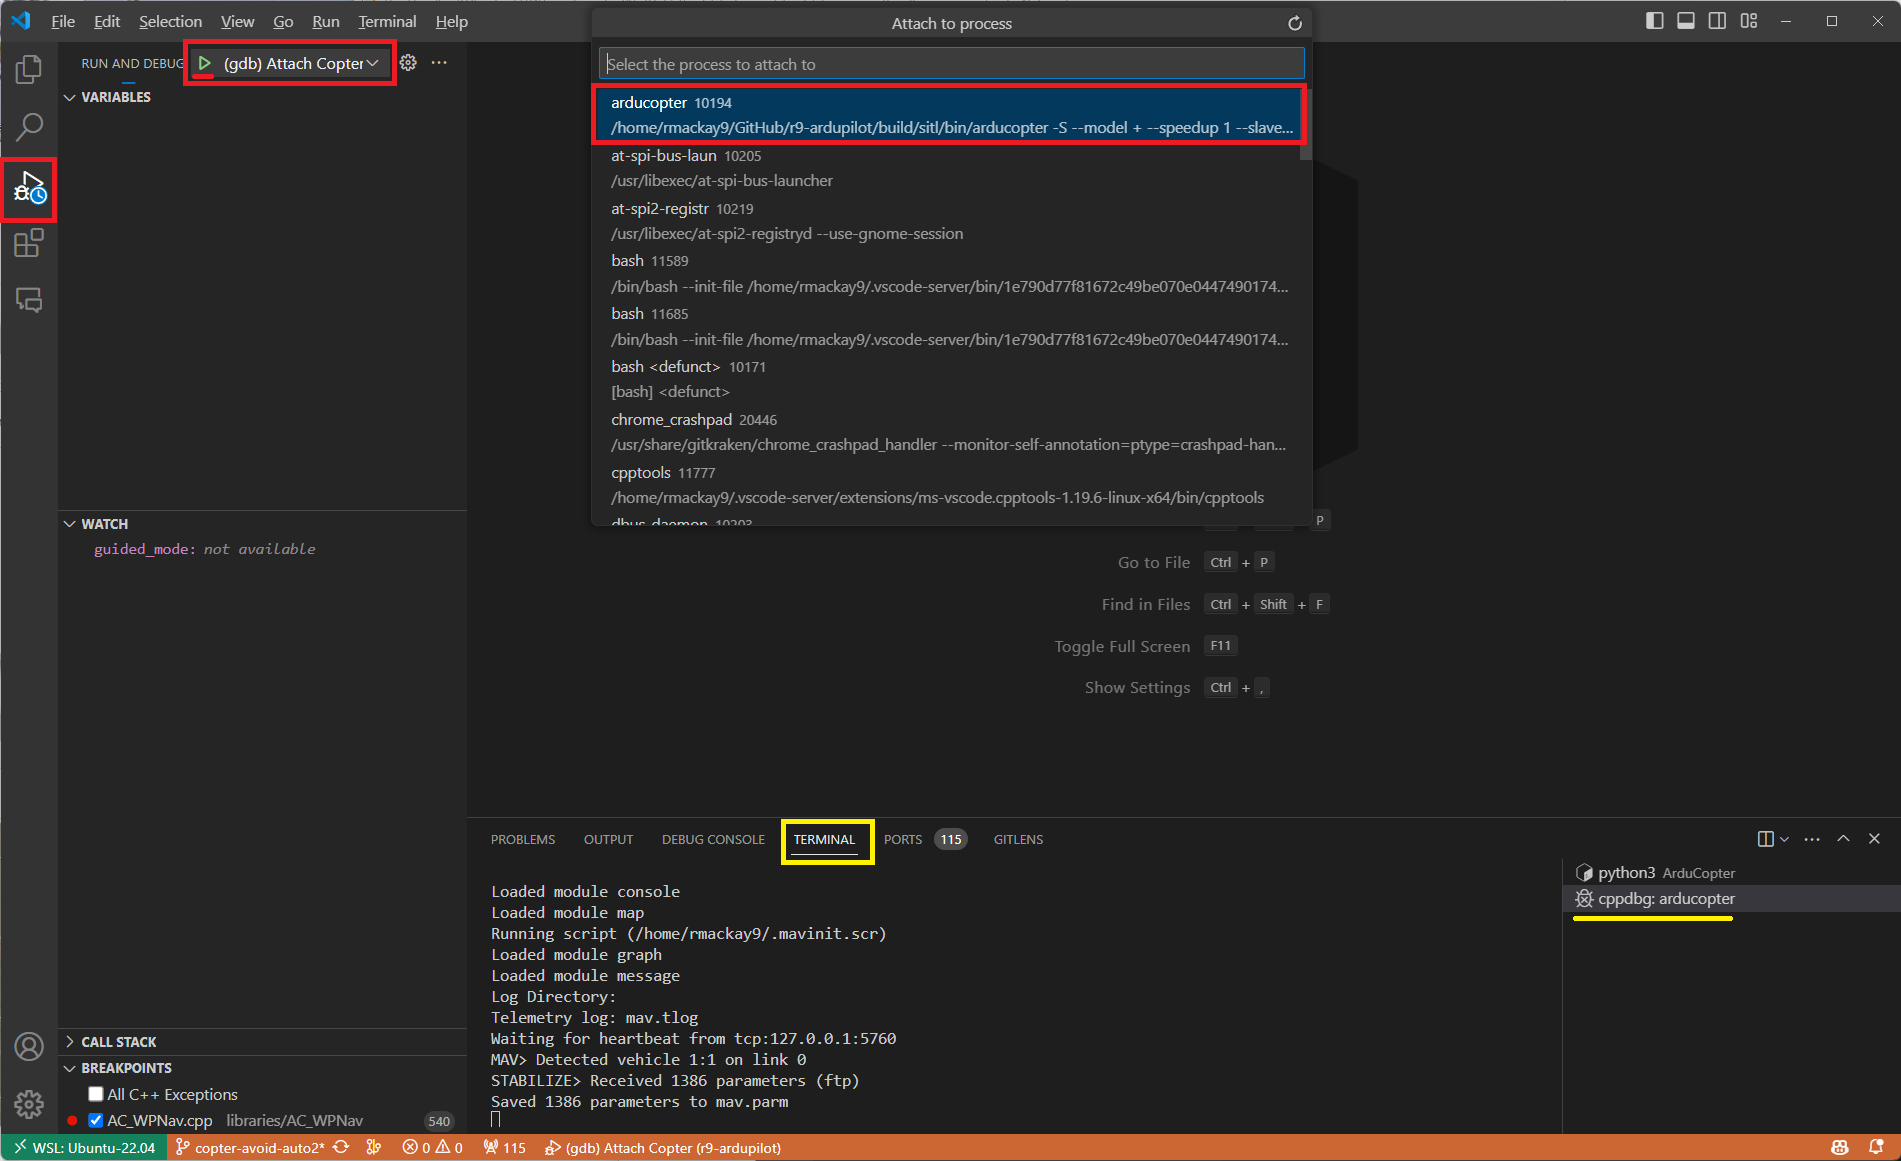 File Edit Selection View Go Run Terminal Help
Attach to process
RUN AND DEBUG (gdb) Attach Copter
VARIABLES
Select the process to attach to
arducopter 10194
/home/rmackay9/GitHub/r9-ardupilot/build/sitl/bin/arducopter -S --model + --speedup 1 --slave...
at-spi-bus-laun 10205
/usr/libexec/at-spi-bus-launcher
at-spi2-registr 10219
/usr/libexec/at-spi2-registryd --use-gnome-session
bash 11589
/bin/bash --init-file /home/rmackay9/.vscode-server/bin/1e790d77f81672c49be070e0447490174...
bash 11685
/bin/bash --init-file /home/rmackay9/.vscode-server/bin/1e790d77f81672c49be070e0447490174...
bash <defunct> 10171
[bash] <defunct>
chrome_crashpad 20446
/usr/share/gitkraken/chrome_crashpad_handler --monitor-self-annotation=ptype=crashpad-han...
cpptools 11777
/home/rmackay9/.vscode-server/extensions/ms-vscode.cpptools-1.19.6-linux-x64/bin/cpptools
dbus-daemon 10203
P
WATCH
guided_mode: not available
Go to File Ctrl + P
Find in Files Ctrl + Shift + F
Toggle Full Screen F11
Show Settings Ctrl + ,
PROBLEMS OUTPUT DEBUG CONSOLE TERMINAL PORTS 115 GITLENS
Loaded module console
Loaded module map
Running script (/home/rmackay9/.mavinit.scr)
Loaded module graph
Loaded module message
Log Directory:
Telemetry log: mav.tlog
Waiting for heartbeat from tcp:127.0.0.1:5760
MAV> Detected vehicle 1:1 on link 0
STABILIZE> Received 1386 parameters (ftp)
Saved 1386 parameters to mav.parm
python3 ArduCopter
cppdbg: arducopter
CALL STACK
BREAKPOINTS
All C++ Exceptions
AC_WPNav.cpp libraries/AC_WPNav 540
WSL: Ubuntu-22.04 copter-avoid-auto2* 0 0 115 (gdb) Attach Copter (r9-ardupilot)